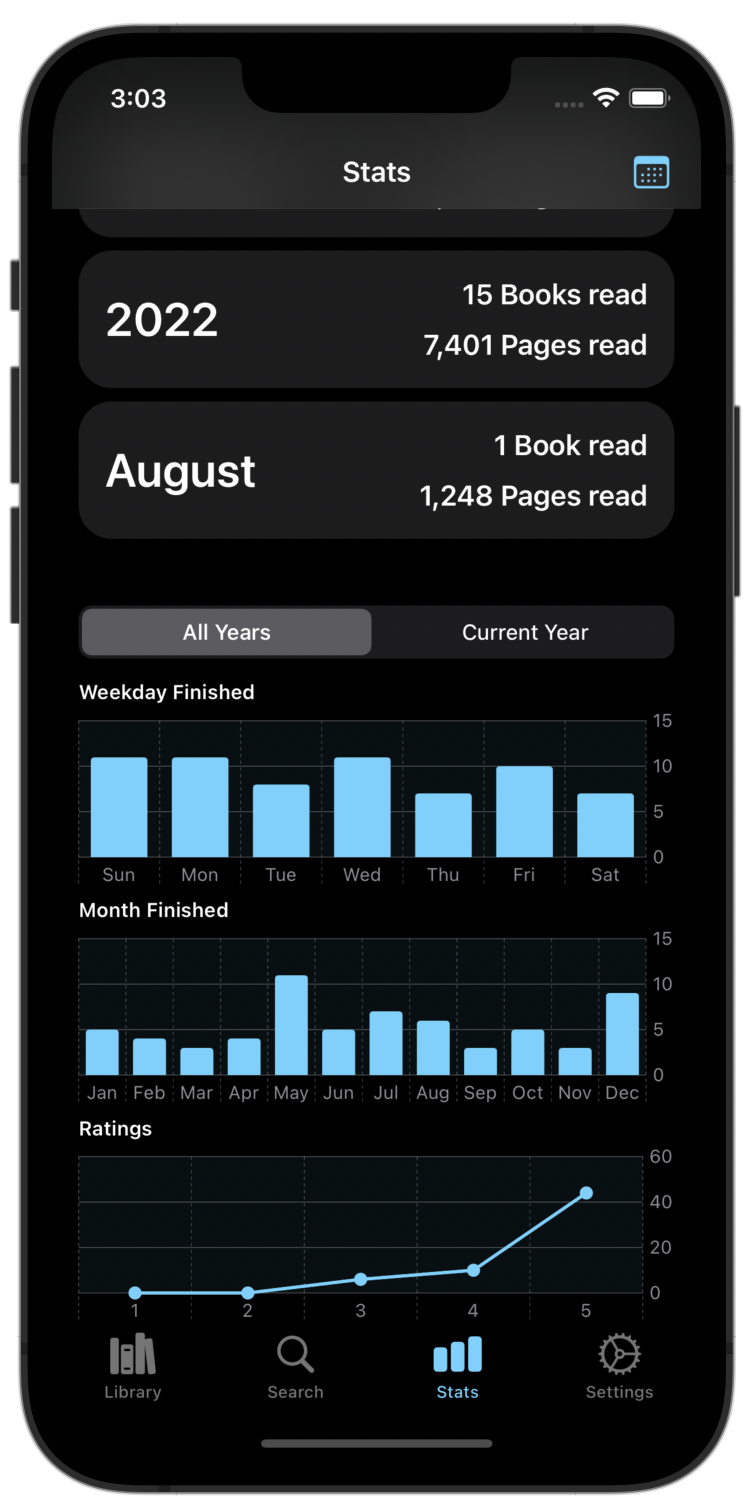 3:03
Stats
2022
15 Books read
7,401 Pages read
August
1 Book read
1,248 Pages read
All Years Current Year
Weekday Finished
15
10
5
0
Sun Mon Tue Wed Thu Fri Sat
Month Finished
15
10
5
0
Jan Feb Mar Apr May Jun Jul Aug Sep Oct Nov Dec
Ratings
60
40
20
0
1 2 3 4 5
Library Search Stats Settings